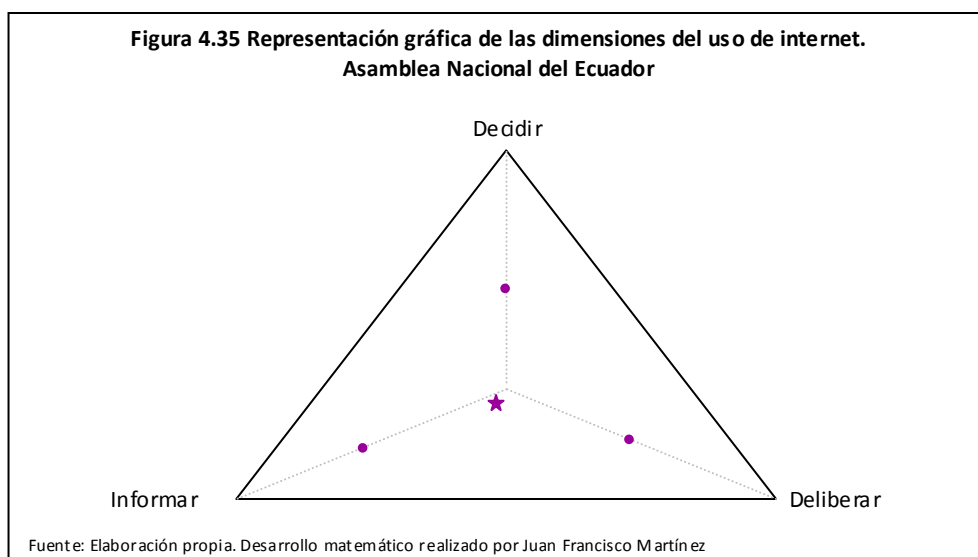 Figura 4.35 Representación gráfica de las dimensiones del uso de internet.
Asamblea Nacional del Ecuador
Decidir
Informar
Deliberar
Fuente: Elaboración propia. Desarrollo matemático realizado por Juan Francisco Martínez